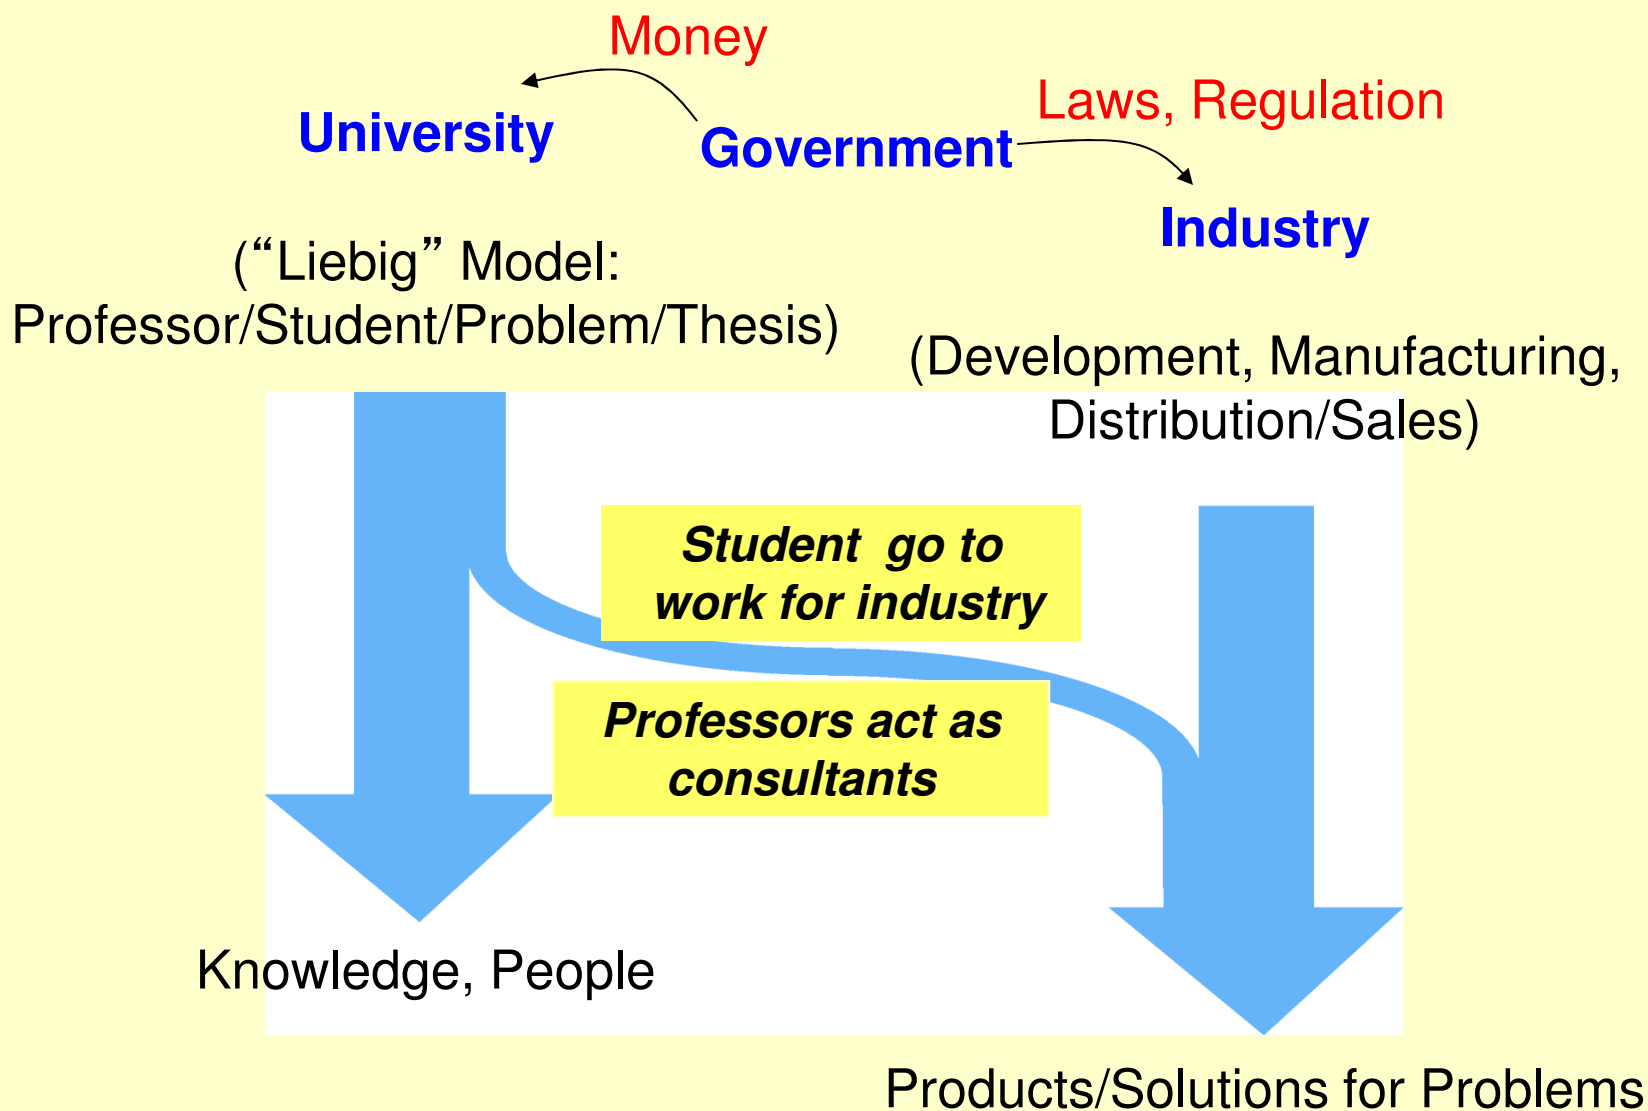 Money
Laws, Regulation
University
Government
Industry
(“Liebig” Model:
Professor/Student/Problem/Thesis)
(Development, Manufacturing,
Distribution/Sales)
Student  go to
work for industry
Professors act as
consultants
Knowledge, People
Products/Solutions for Problems